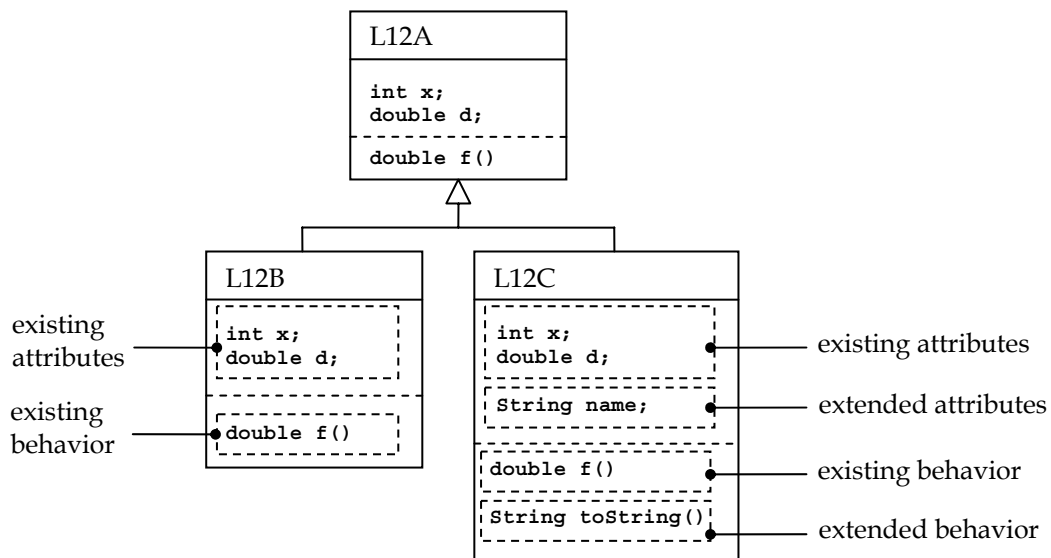 L12A
int x;
double d;
double f()
L12B
int x;
double d;
double f()
existing
attributes
existing
behavior
L12C
int x;
double d;
String name;
double f()
String toString()
existing attributes
extended attributes
existing behavior
extended behavior